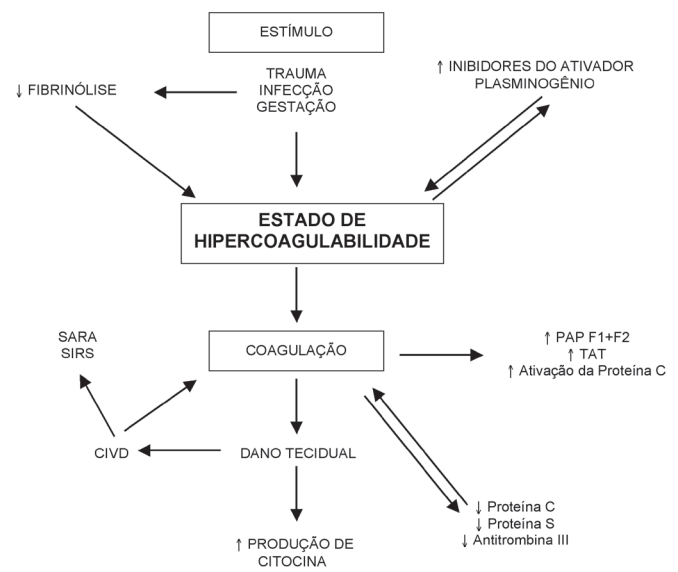 ESTÍMULO
TRAUMA
INFECÇÃO
GESTAÇÃO
↓ FIBRINÓLISE
↑ INIBIDORES DO ATIVADOR
PLASMINOGÊNIO
ESTADO DE
HIPERCOAGULABILIDADE
SARA
SIRS
COAGULAÇÃO
↑ PAP F1+F2
↑ TAT
↑ Ativação da Proteína C
CIVD
DANO TECIDUAL
↓ Proteína C
↓ Proteína S
↓ Antitrombina III
↑ PRODUÇÃO DE
CITOCINA